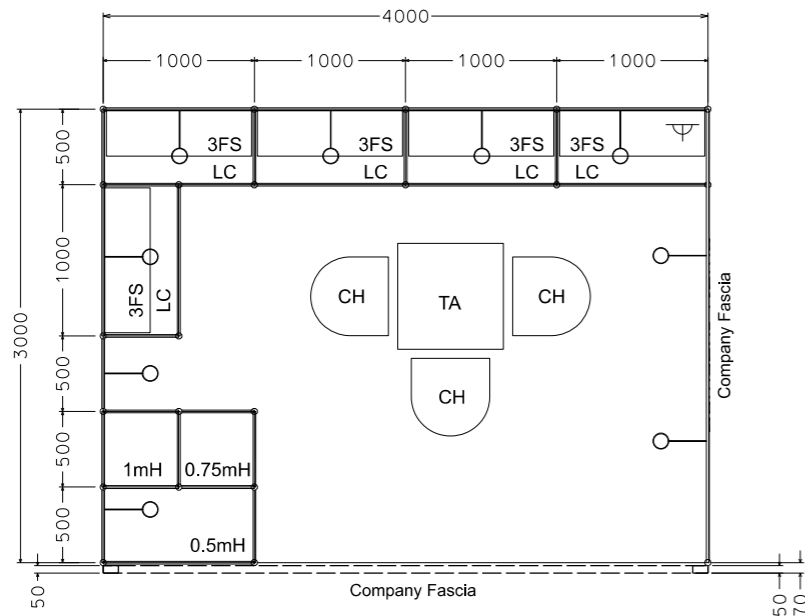 4000
1000 1000 1000 1000
500
3FS 3FS 3FS 3FS
LC LC LC LC
1000
3000
3FS
LC
CH TA CH
Company Fascia
500
CH
500
1mH 0.75mH
500
0.5mH
50
Company Fascia
50
70